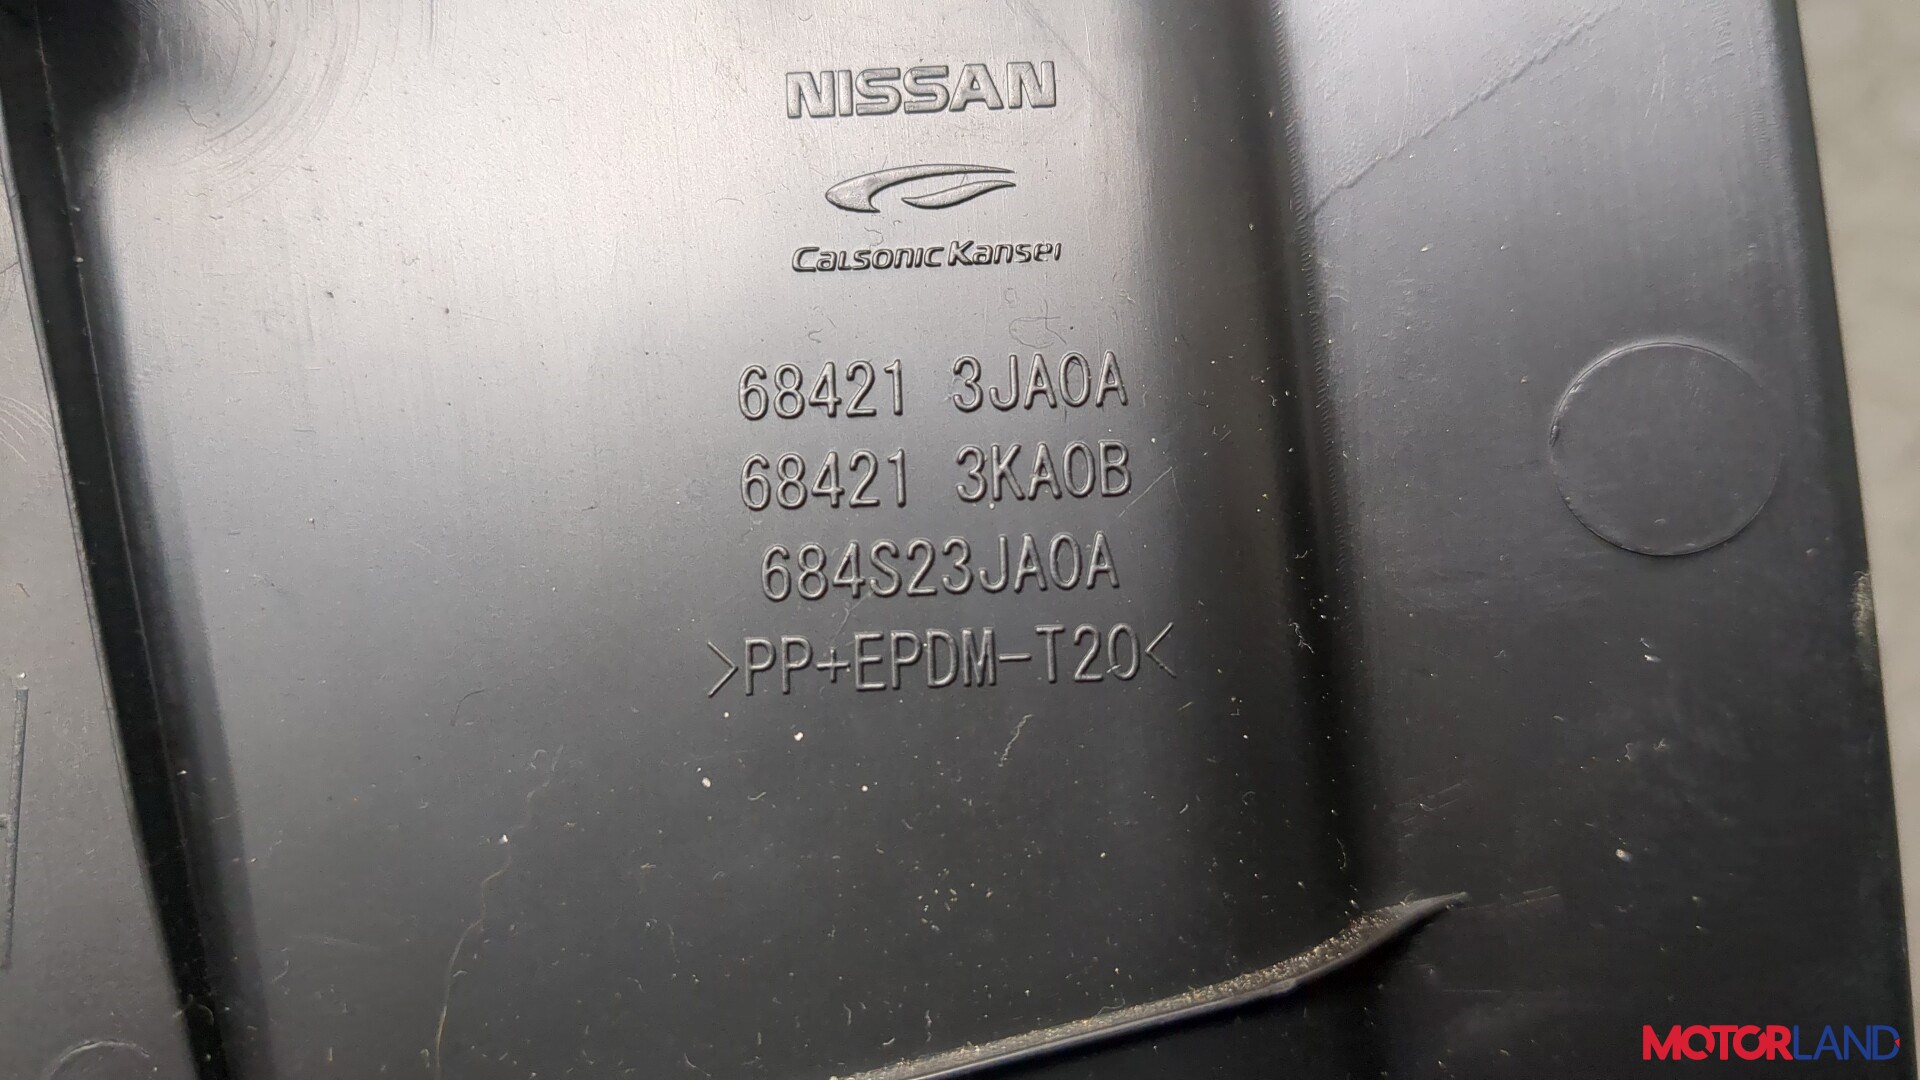 NISSAN
CalsonicKansei
68421 3JA0A
68421 3KA0B
684S23JA0A
>PP+EPDM-T20<
MOTORLAND